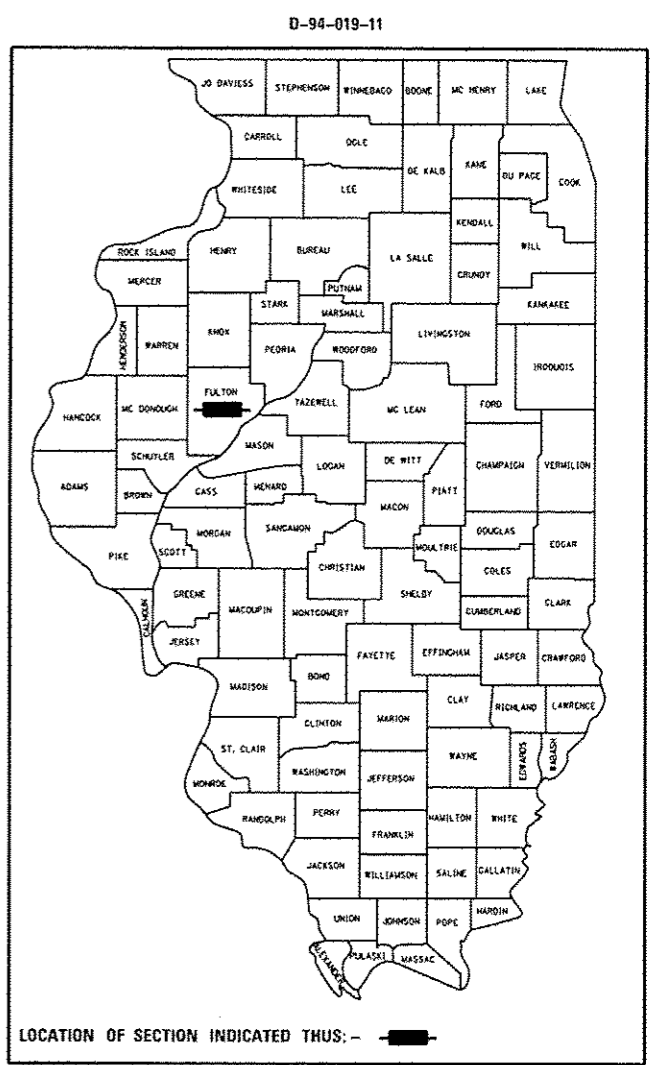 D-94-019-11
JO DAVIESS
STEPHENSON
WINNEBAGO
BOONE
MC HENRY
LAKE
CARROLL
OGLE
DE KALB
KANE
DU PAGE
COOK
WHITESIDE
LEE
KENDALL
WILL
ROCK ISLAND
HENRY
BUREAU
LA SALLE
GRUNDY
MERCER
PUTNAM
STARK
MARSHALL
KANKAKEE
HENDERSON
WARREN
KNOX
PEORIA
WOODFORD
LIVINGSTON
IROQUOIS
FULTON
TAZEWELL
MC LEAN
FORD
HANCOCK
MC DONOUGH
MASON
SCHUYLER
LOGAN
DE WITT
CHAMPAIGN
VERMILION
ADAMS
BROWN
CASS
MENARD
PIATT
MACON
MORGAN
SANGAMON
DOUGLAS
EDGAR
PIKE
SCOTT
CHRISTIAN
MOULTRIE
COLES
GREENE
MACOUPIN
MONTGOMERY
SHELBY
CUMBERLAND
CLARK
CALHOUN
JERSEY
FAYETTE
EFFINGHAM
JASPER
CRAWFORD
MADISON
BOND
CLAY
RICHLAND
LAWRENCE
CLINTON
MARION
ST. CLAIR
WAYNE
EDWARDS
WABASH
WASHINGTON
JEFFERSON
MONROE
RANDOLPH
PERRY
HAMILTON
WHITE
FRANKLIN
JACKSON
WILLIAMSON
SALINE
GALLATIN
UNION
JOHNSON
POPE
HARDIN
ALEXANDER
PULASKI
MASSAC
LOCATION OF SECTION INDICATED THUS: -